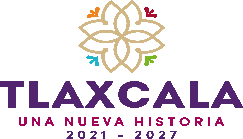 TLAXCALA
UNA NUEVA HISTORIA
2021 - 2027